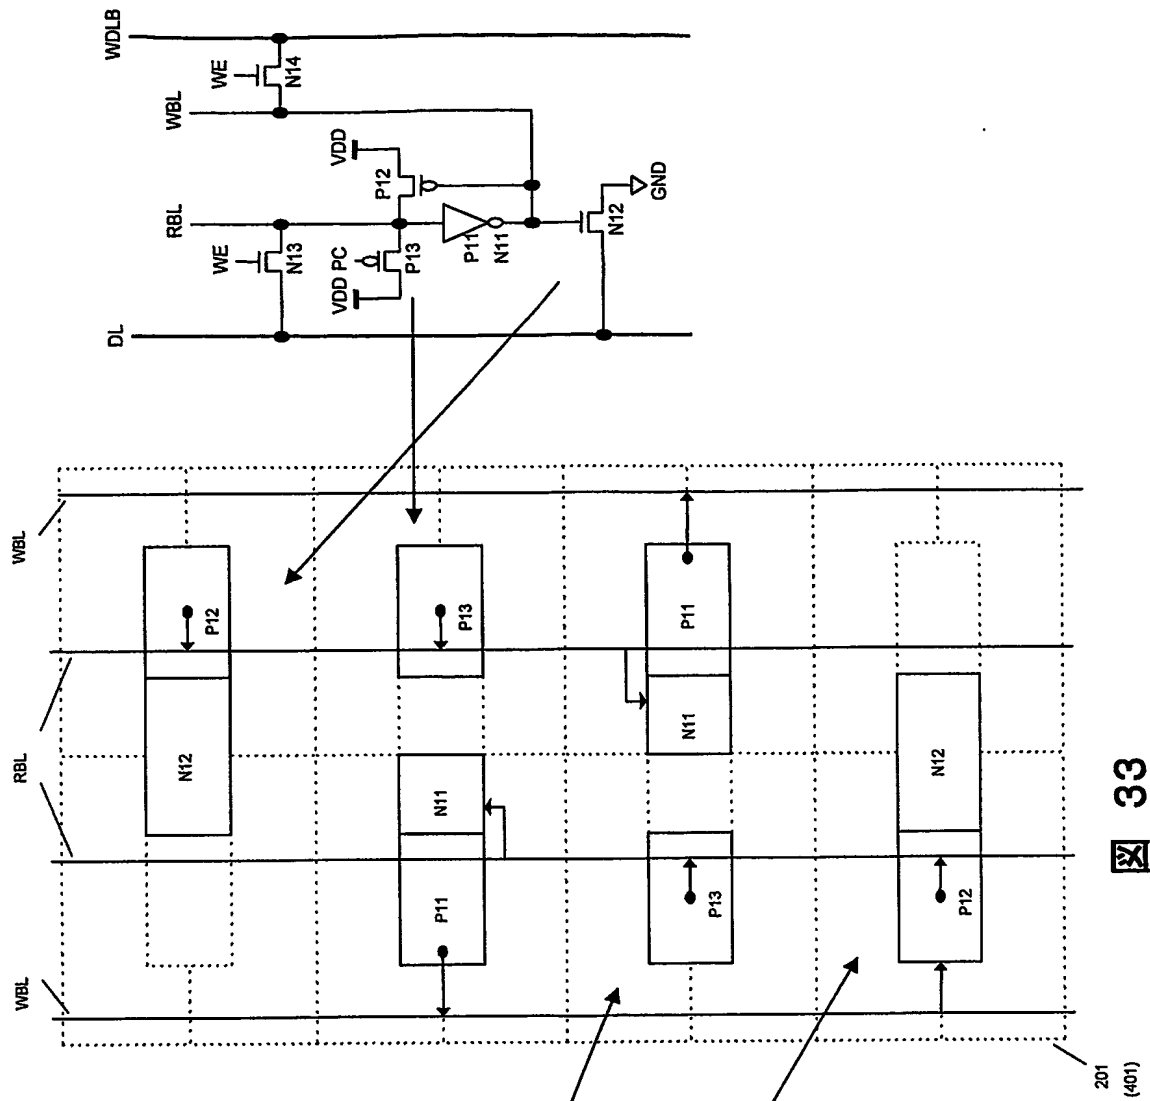 WDLB
WE
N14
WBL
VDD
P12
RBL
P11
N11
N12
GND
WE
N13
VDD PC
P13
DL
WBL
RBL
WBL
P12
N12
P13
N11
P11
P11
N11
P13
N12
P12
201
(401)
図 33